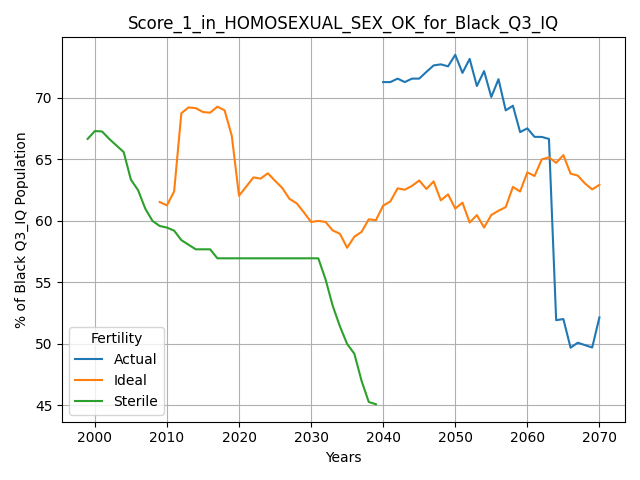 Score_1_in_HOMOSEXUAL_SEX_OK_for_Black_Q3_IQ
% of Black Q3_IQ Population
70
65
60
55
50
45
Fertility
Actual
Ideal
Sterile
2000 2010 2020 2030 2040 2050 2060 2070
Years